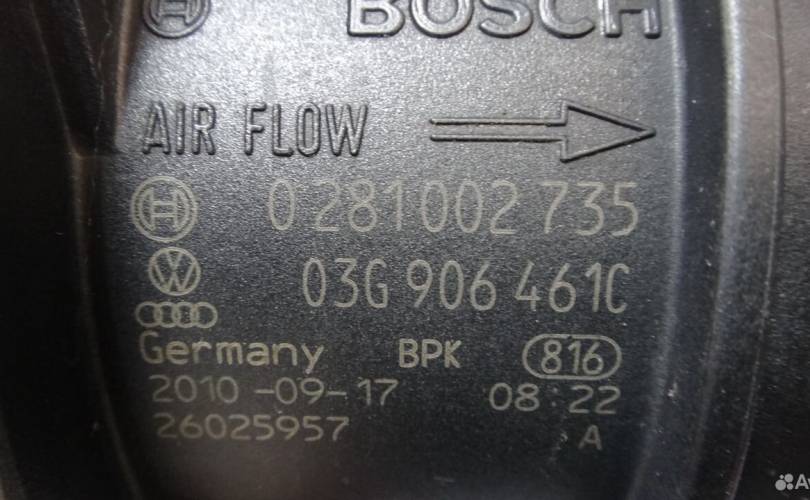 BOSCH
AIR FLOW
0 281 002 735
03G 906 461C
Germany BPK 816
2010-09-17 08:22
26025957 A